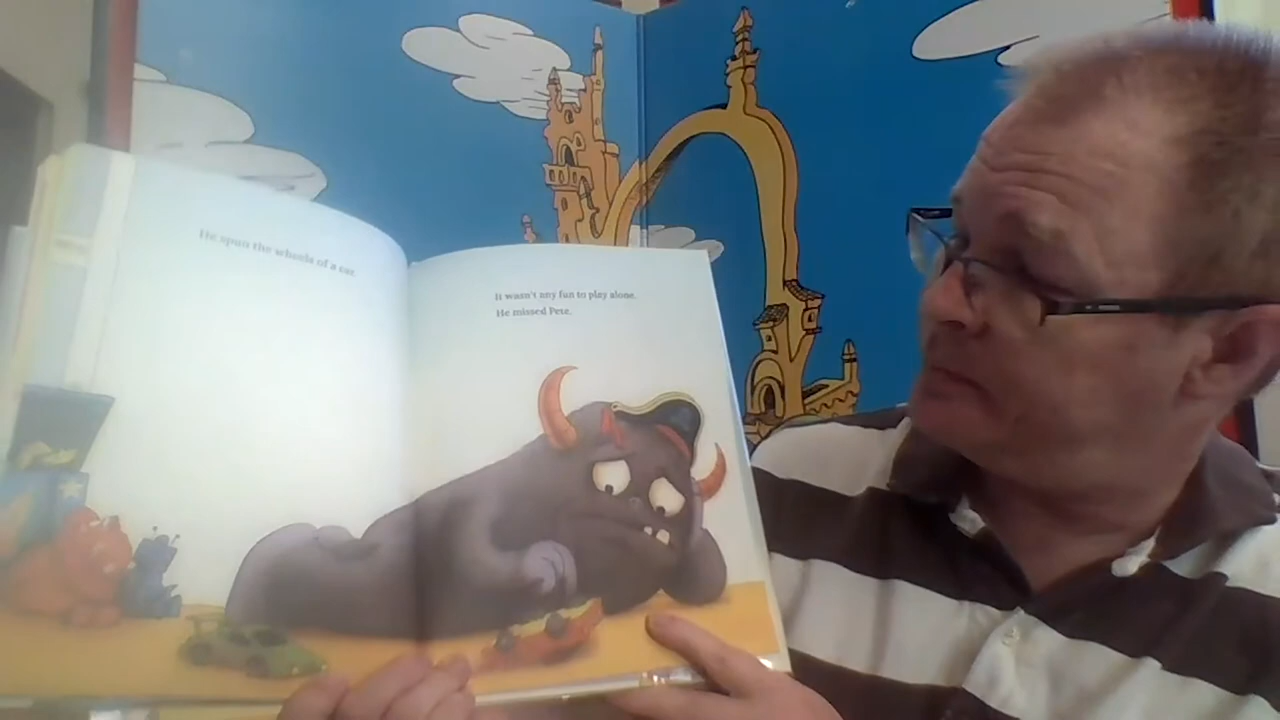 He spun the wheels of a car.
It wasn't any fun to play alone.
He missed Pete.